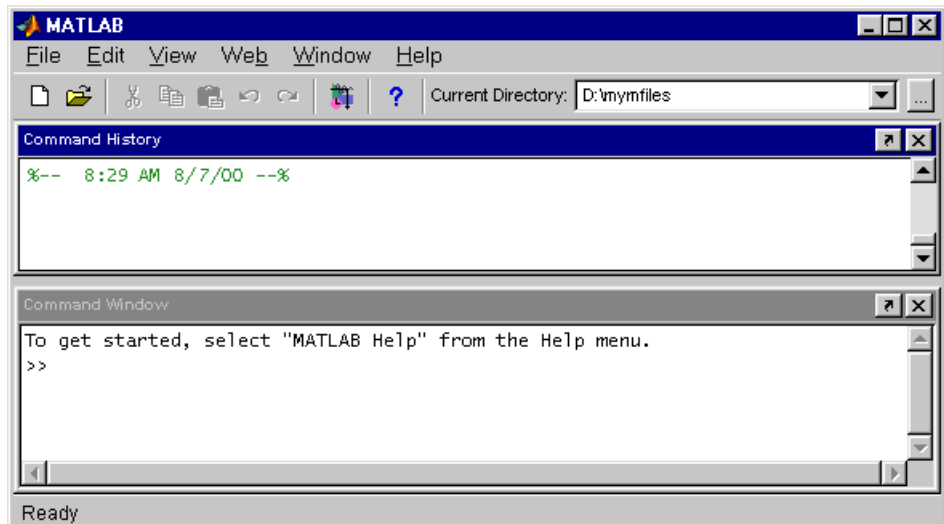 MATLAB
File Edit View Web Window Help
Current Directory: D:\mymfiles ...
Command History
%-- 8:29 AM 8/7/00 --%
Command Window
To get started, select "MATLAB Help" from the Help menu.
>>
Ready